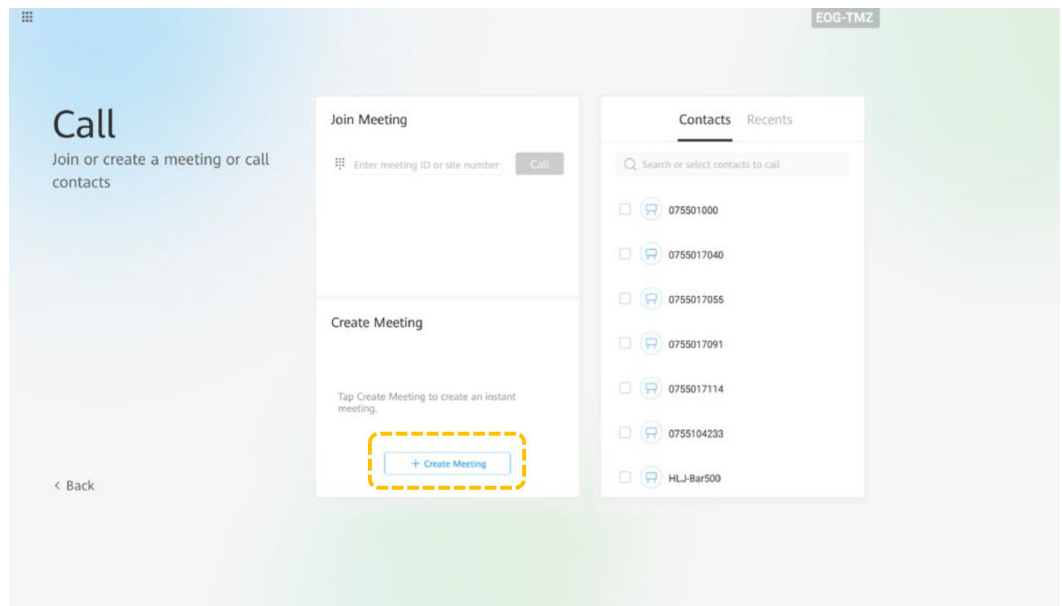 EOG-TMZ
Call
Join or create a meeting or call
contacts
Join Meeting
Enter meeting ID or site number
Call
Create Meeting
Tap Create Meeting to create an instant
meeting.
+ Create Meeting
< Back
Contacts Recents
Search or select contacts to call
075501000
0755017040
0755017055
0755017091
0755017114
0755104233
HLJ-Bar500